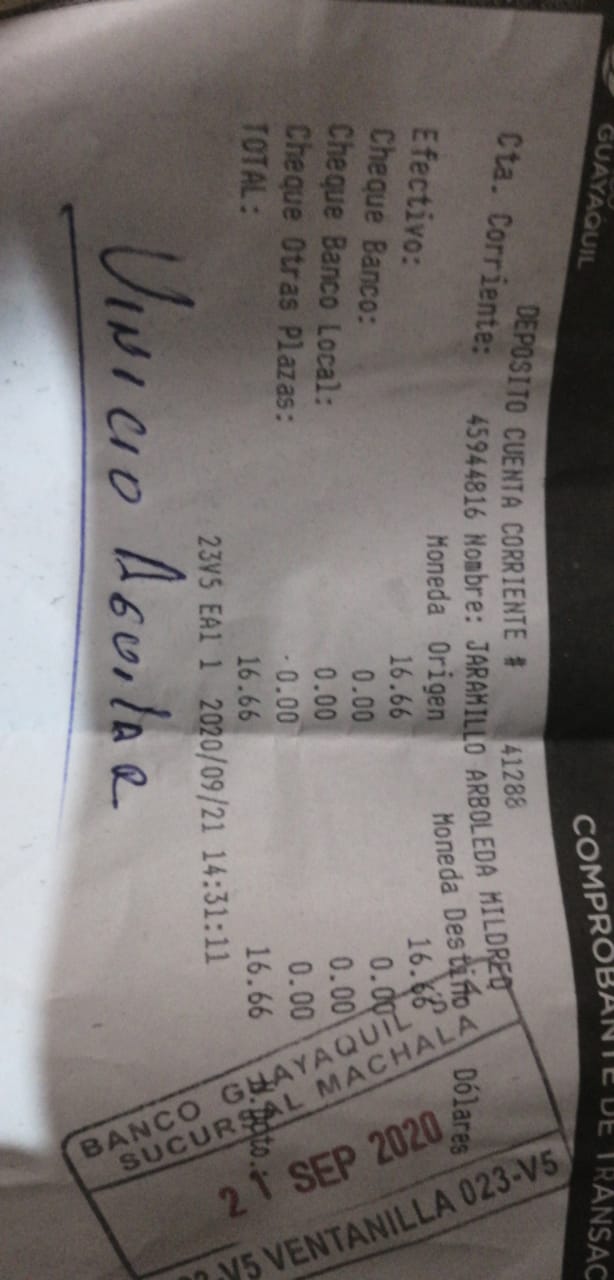 GUAYAQUIL
COMPROBANTE DE TRANSAC
DEPOSITO CUENTA CORRIENTE # 41288
Cta. Corriente: 45944816 Nombre: JARAMILLO ARBOLEDA MILDRED
Moneda Origen Moneda Destino Dólares
Efectivo: 16.66 16.66
Cheque Banco: 0.00 0.00
Cheque Banco Local: 0.00 0.00
Cheque Otras Plazas: 0.00 0.00
TOTAL: 16.66 16.66
23V5 EA1 1 2020/09/21 14:31:11
VINICIO AGUILAR
BANCO GUAYAQUIL
SUCURSAL MACHALA
21 SEP 2020
V5 VENTANILLA 023-V5